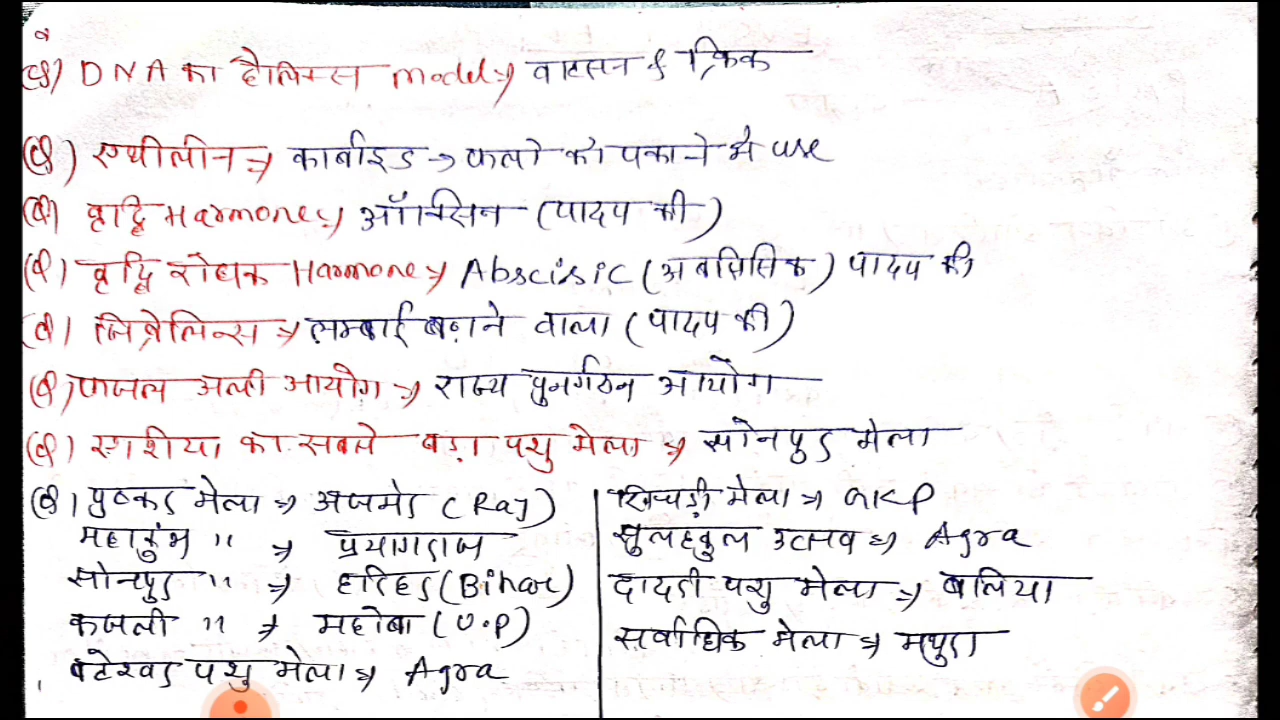 Q) DNA का हैलिक्स model => वाटसन & क्रिक
Q) एथीलीन => कार्बाइड -> फलो को पकाने मे use
Q) वृद्धि Harmone => ऑक्सिन (पादप की)
Q) वृद्धि रोधक Harmone => Abscisic (अबसिसिक) पादप की
Q) जिब्रेलिन्स => लम्बाई बढ़ाने वाला (पादप की)
Q) फजल अली आयोग => राज्य पुनर्गठन आयोग
Q) एशिया का सबसे बड़ा पशु मेला => सोनपुर मेला
Q) पुष्कर मेला => अजमेर (Raj)
महाकुंभ " => प्रयागराज
सोनपुर " => हरिहर (Bihar)
कजली " => महोबा (U.P)
बटेश्वर पशु मेला => Agra
खिचड़ी मेला => GKP
सुलहकुल उत्सव => Agra
दादरी पशु मेला => बलिया
सर्वाधिक मेला => मथुरा